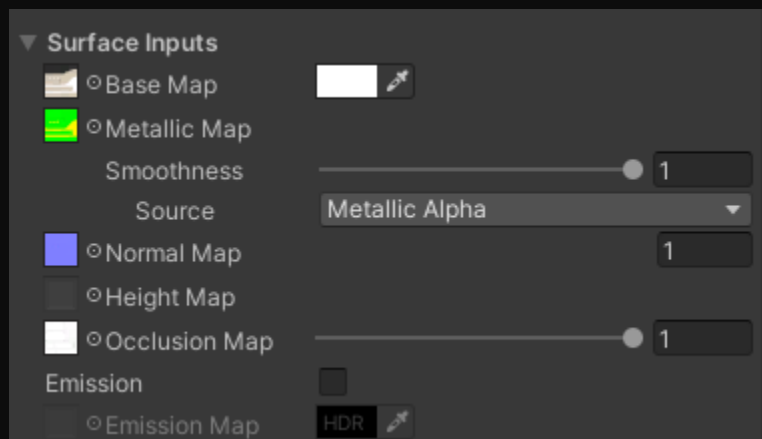 Surface Inputs
Base Map
Metallic Map
Smoothness 1
Source Metallic Alpha
Normal Map 1
Height Map
Occlusion Map 1
Emission
Emission Map HDR